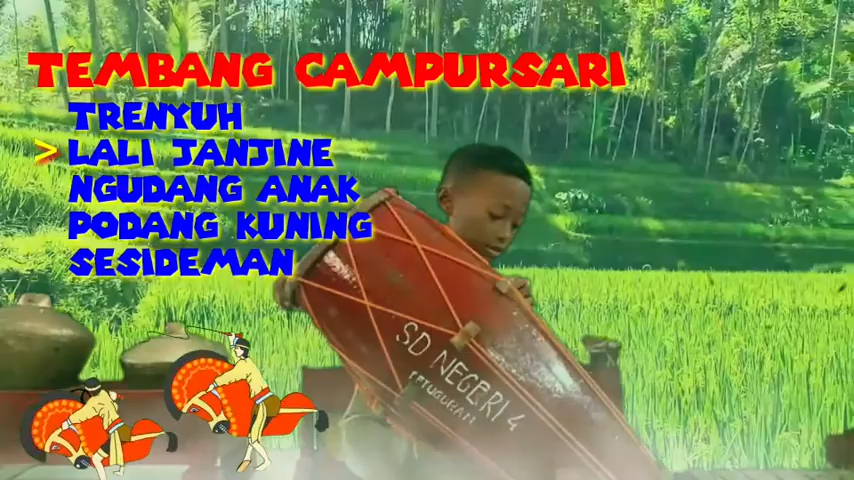 TEMBANG CAMPURSARI
TRENYUH
> LALI JANJINE
NGUDANG ANAK
PODANG KUNING
SESIDEMAN
SD NEGERI 4